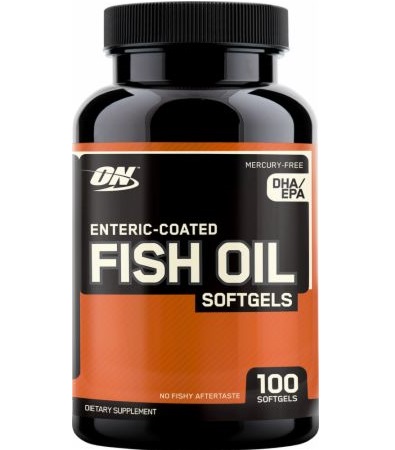 ON
MERCURY-FREE
DHA/
EPA
ENTERIC-COATED
FISH OIL
SOFTGELS
NO FISHY AFTERTASTE
100
SOFTGELS
DIETARY SUPPLEMENT